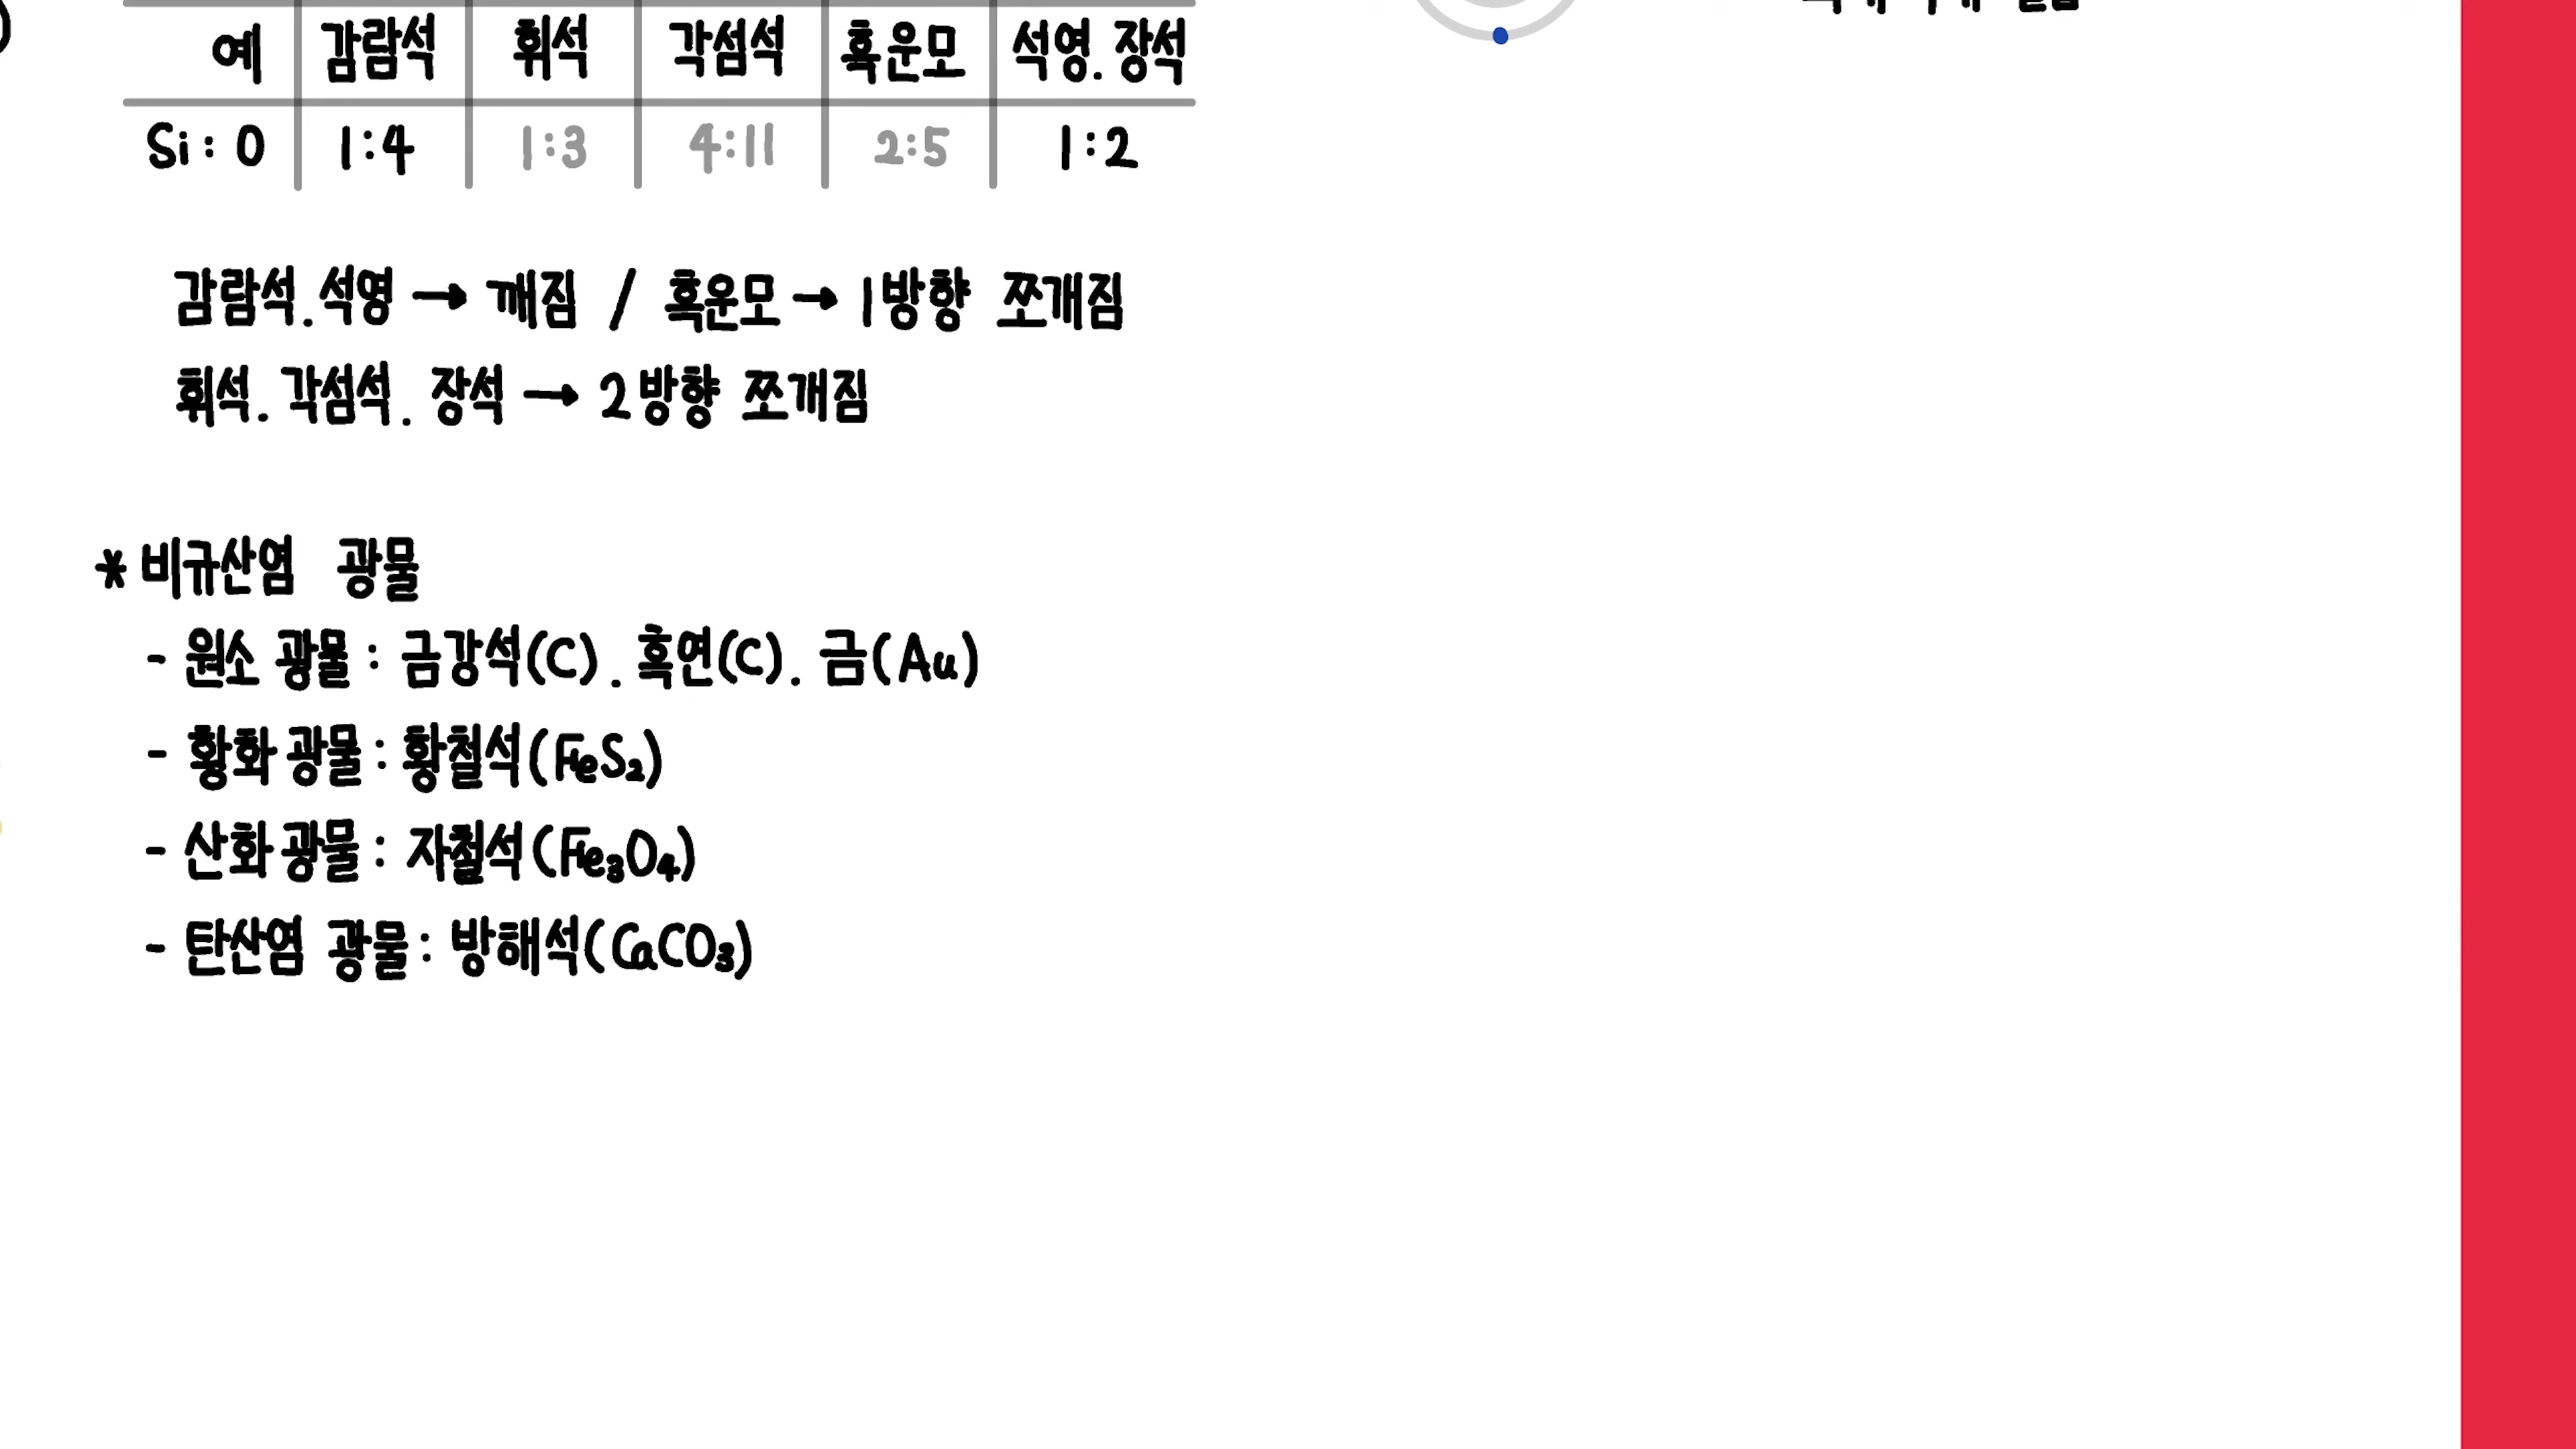 예 감람석 휘석 각섬석 흑운모 석영. 장석
Si : O 1:4 1:3 4:11 2:5 1:2
감람석. 석영 → 깨짐 / 흑운모 → 1방향 쪼개짐
휘석. 각섬석. 장석 → 2방향 쪼개짐
* 비규산염 광물
- 원소 광물 : 금강석(C). 흑연(C). 금(Au)
- 황화 광물 : 황철석(FeS₂)
- 산화 광물 : 자철석(Fe₃O₄)
- 탄산염 광물 : 방해석(CaCO₃)